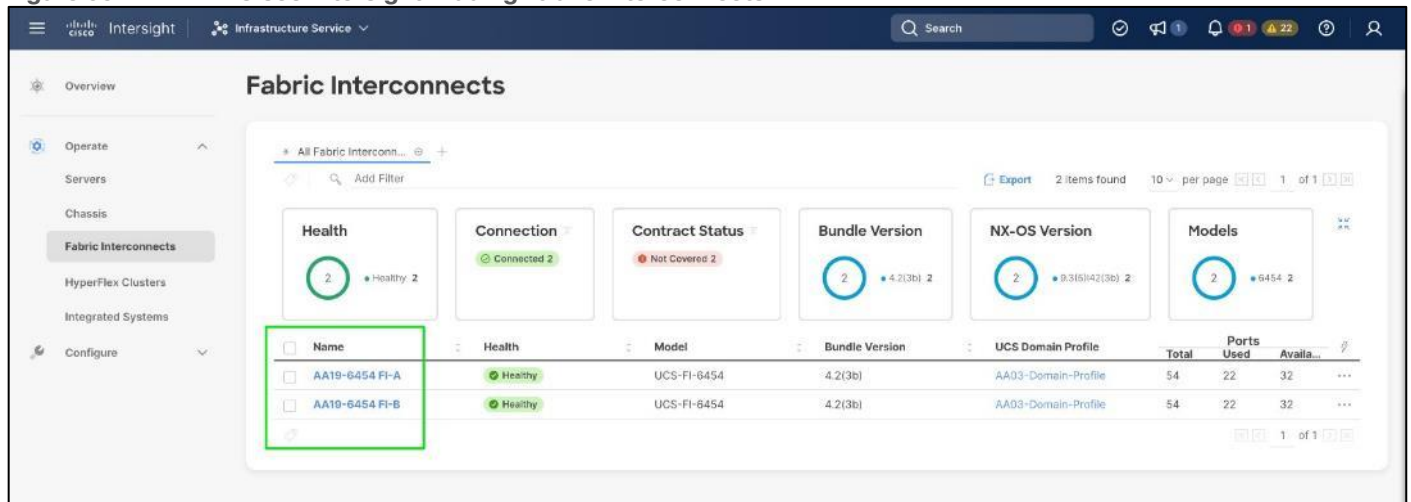 cisco Intersight Infrastructure Service Search 1 1 22
Overview
Fabric Interconnects
Operate
All Fabric Interconn...
Servers
Add Filter Export 2 items found 10 per page 1 of 1
Chassis
Health Connection Contract Status Bundle Version NX-OS Version Models
Fabric Interconnects
Connected 2 Not Covered 2
HyperFlex Clusters
2 Healthy 2 2 4.2(3b) 2 2 2 2 6454 2
Integrated Systems
Configure
Name Health Model Bundle Version UCS Domain Profile Ports
Total Used Availa...
AA19-6454 FI-A Healthy UCS-FI-6454 4.2(3b) AA03-Domain-Profile 54 22 32 ...
AA19-6454 FI-B Healthy UCS-FI-6454 4.2(3b) AA03-Domain-Profile 54 22 32 ...
1 of 1